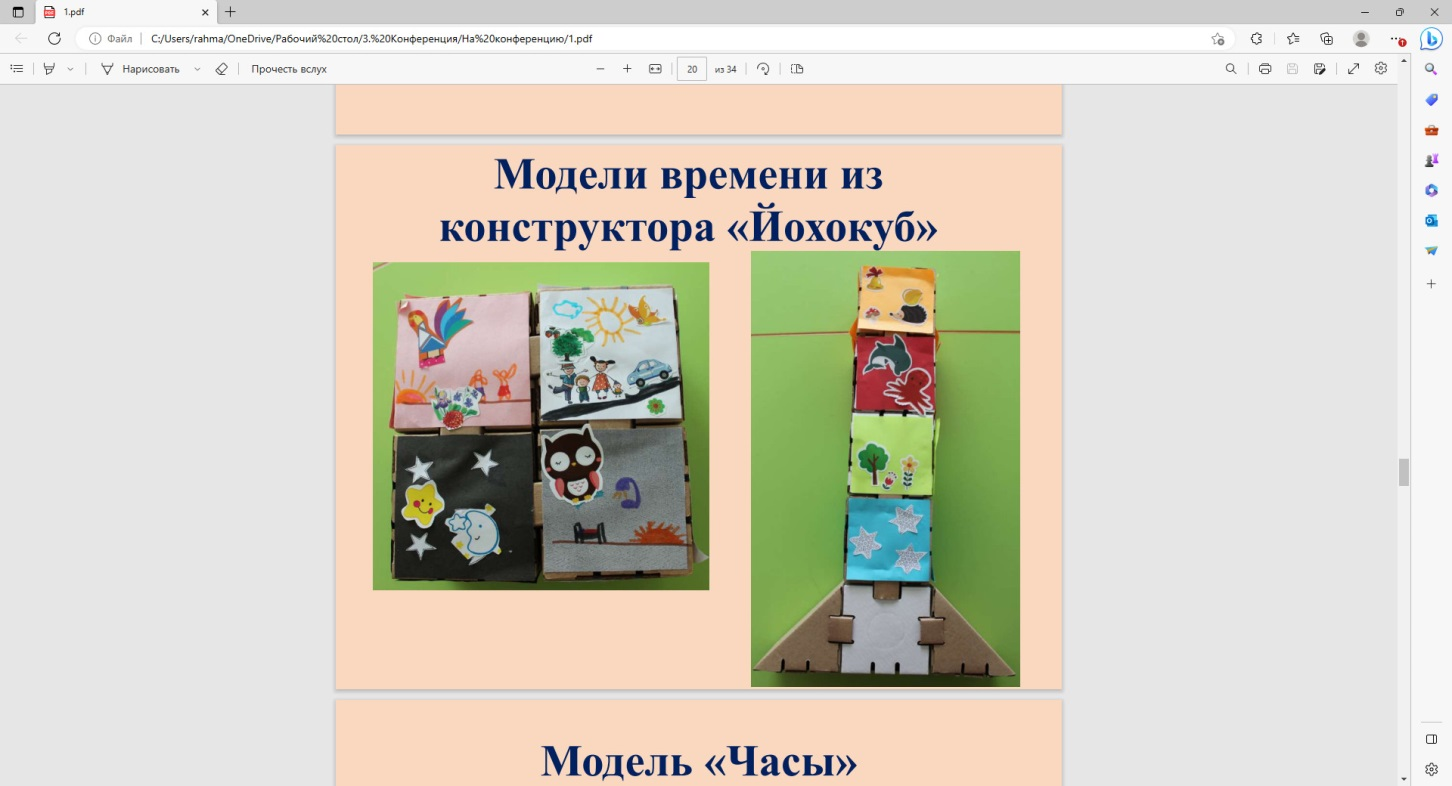 1.pdf
Файл
C:/Users/rahma/OneDrive/Рабочий%20стол/3.%20Конференция/На%20конференцию/1.pdf
Нарисовать
Прочесть вслух
20 из 34
Модели времени из
конструктора «Йохокуб»
Модель «Часы»